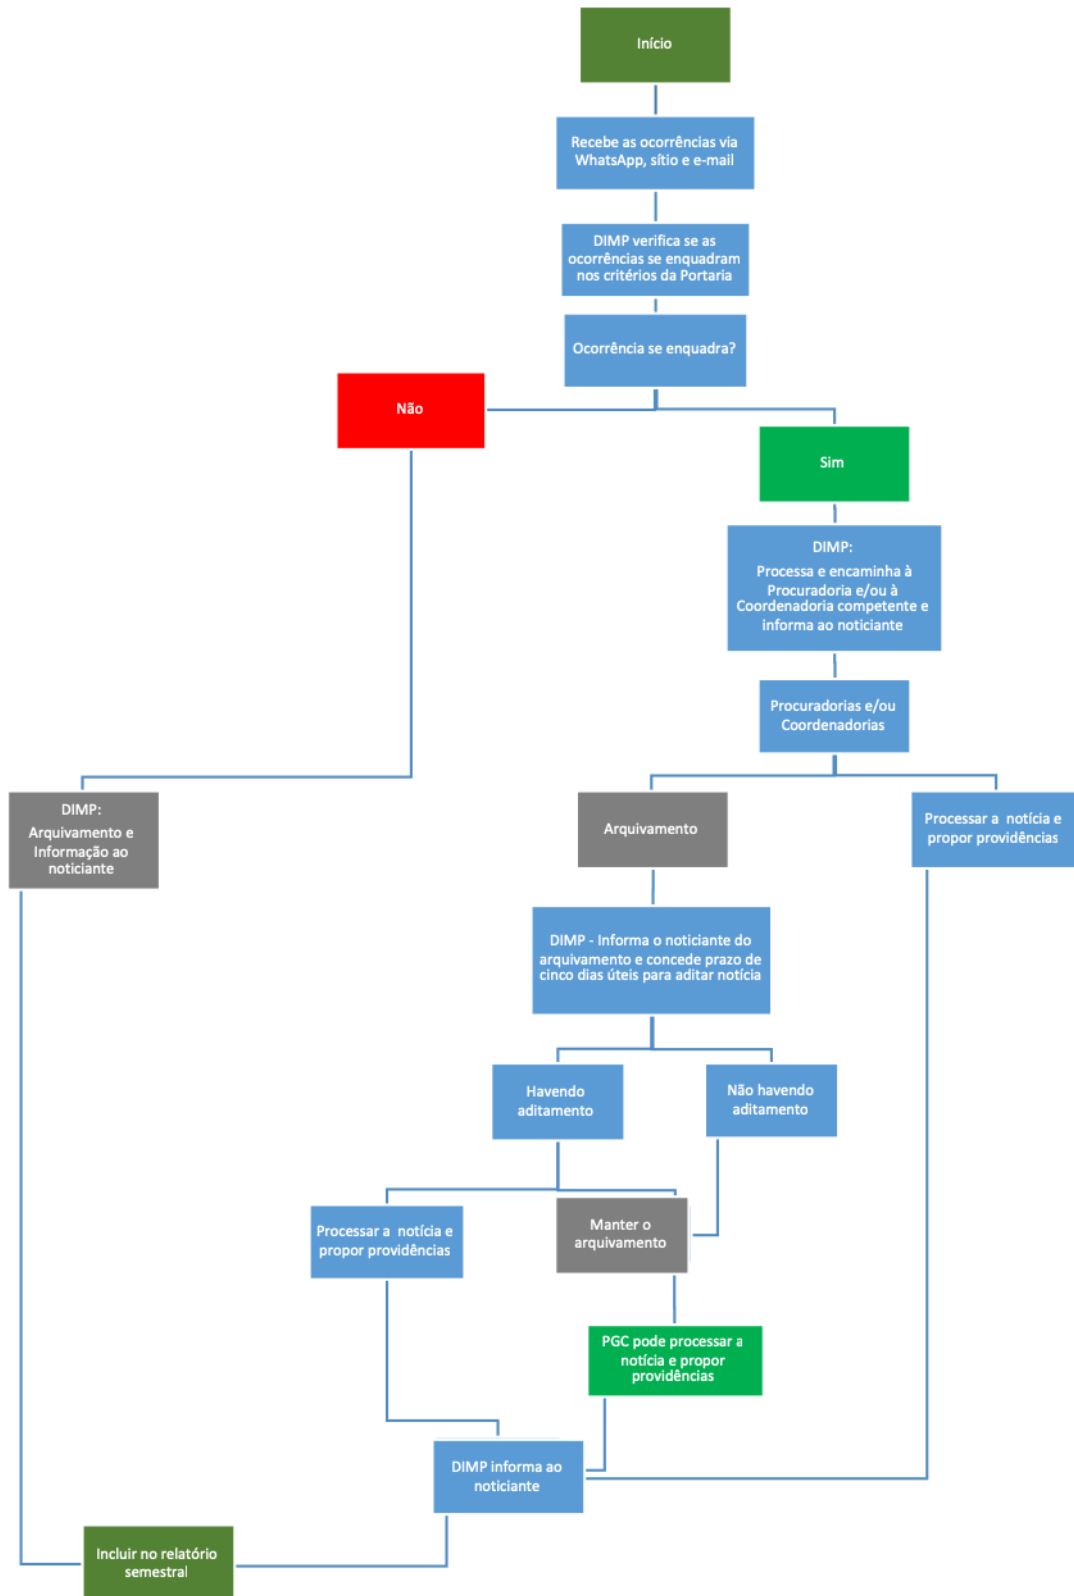 Início
Recebe as ocorrências via
WhatsApp, sítio e e-mail
DIMP verifica se as
ocorrências se enquadram
nos critérios da Portaria
Ocorrência se enquadra?
Não
Sim
DIMP:
Processa e encaminha à
Procuradoria e/ou à
Coordenadoria competente e
informa ao noticiante
Procuradorias e/ou
Coordenadorias
DIMP:
Arquivamento e
Informação ao
noticiante
Arquivamento
Processar a notícia e
propor providências
DIMP - Informa o noticiante do
arquivamento e concede prazo de
cinco dias úteis para aditar notícia
Havendo
aditamento
Não havendo
aditamento
Processar a notícia e
propor providências
Manter o
arquivamento
PGC pode processar a
notícia e propor
providências
DIMP informa ao
noticiante
Incluir no relatório
semestral